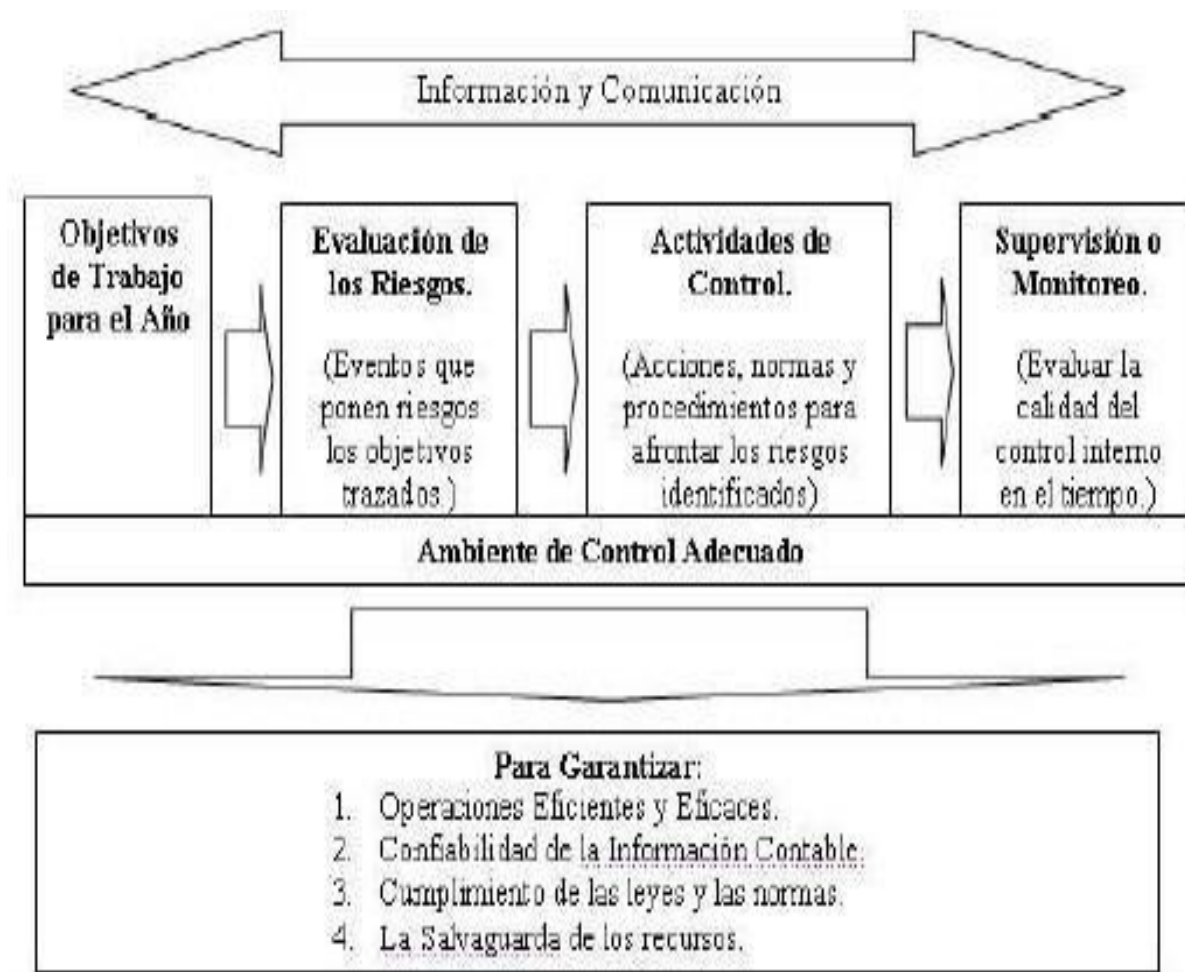 Información y Comunicación
Objetivos
de Trabajo
para el Año
Evaluación de
los Riesgos.
(Eventos que
ponen riesgos
los objetivos
trazados.)
Actividades de
Control.
(Acciones, normas y
procedimientos para
afrontar los riesgos
identificados)
Supervisión o
Monitoreo.
(Evaluar la
calidad del
control interno
en el tiempo.)
Ambiente de Control Adecuado
Para Garantizar:
1. Operaciones Eficientes y Eficaces.
2. Confiabilidad de la Información Contable.
3. Cumplimiento de las leyes y las normas.
4. La Salvaguarda de los recursos.